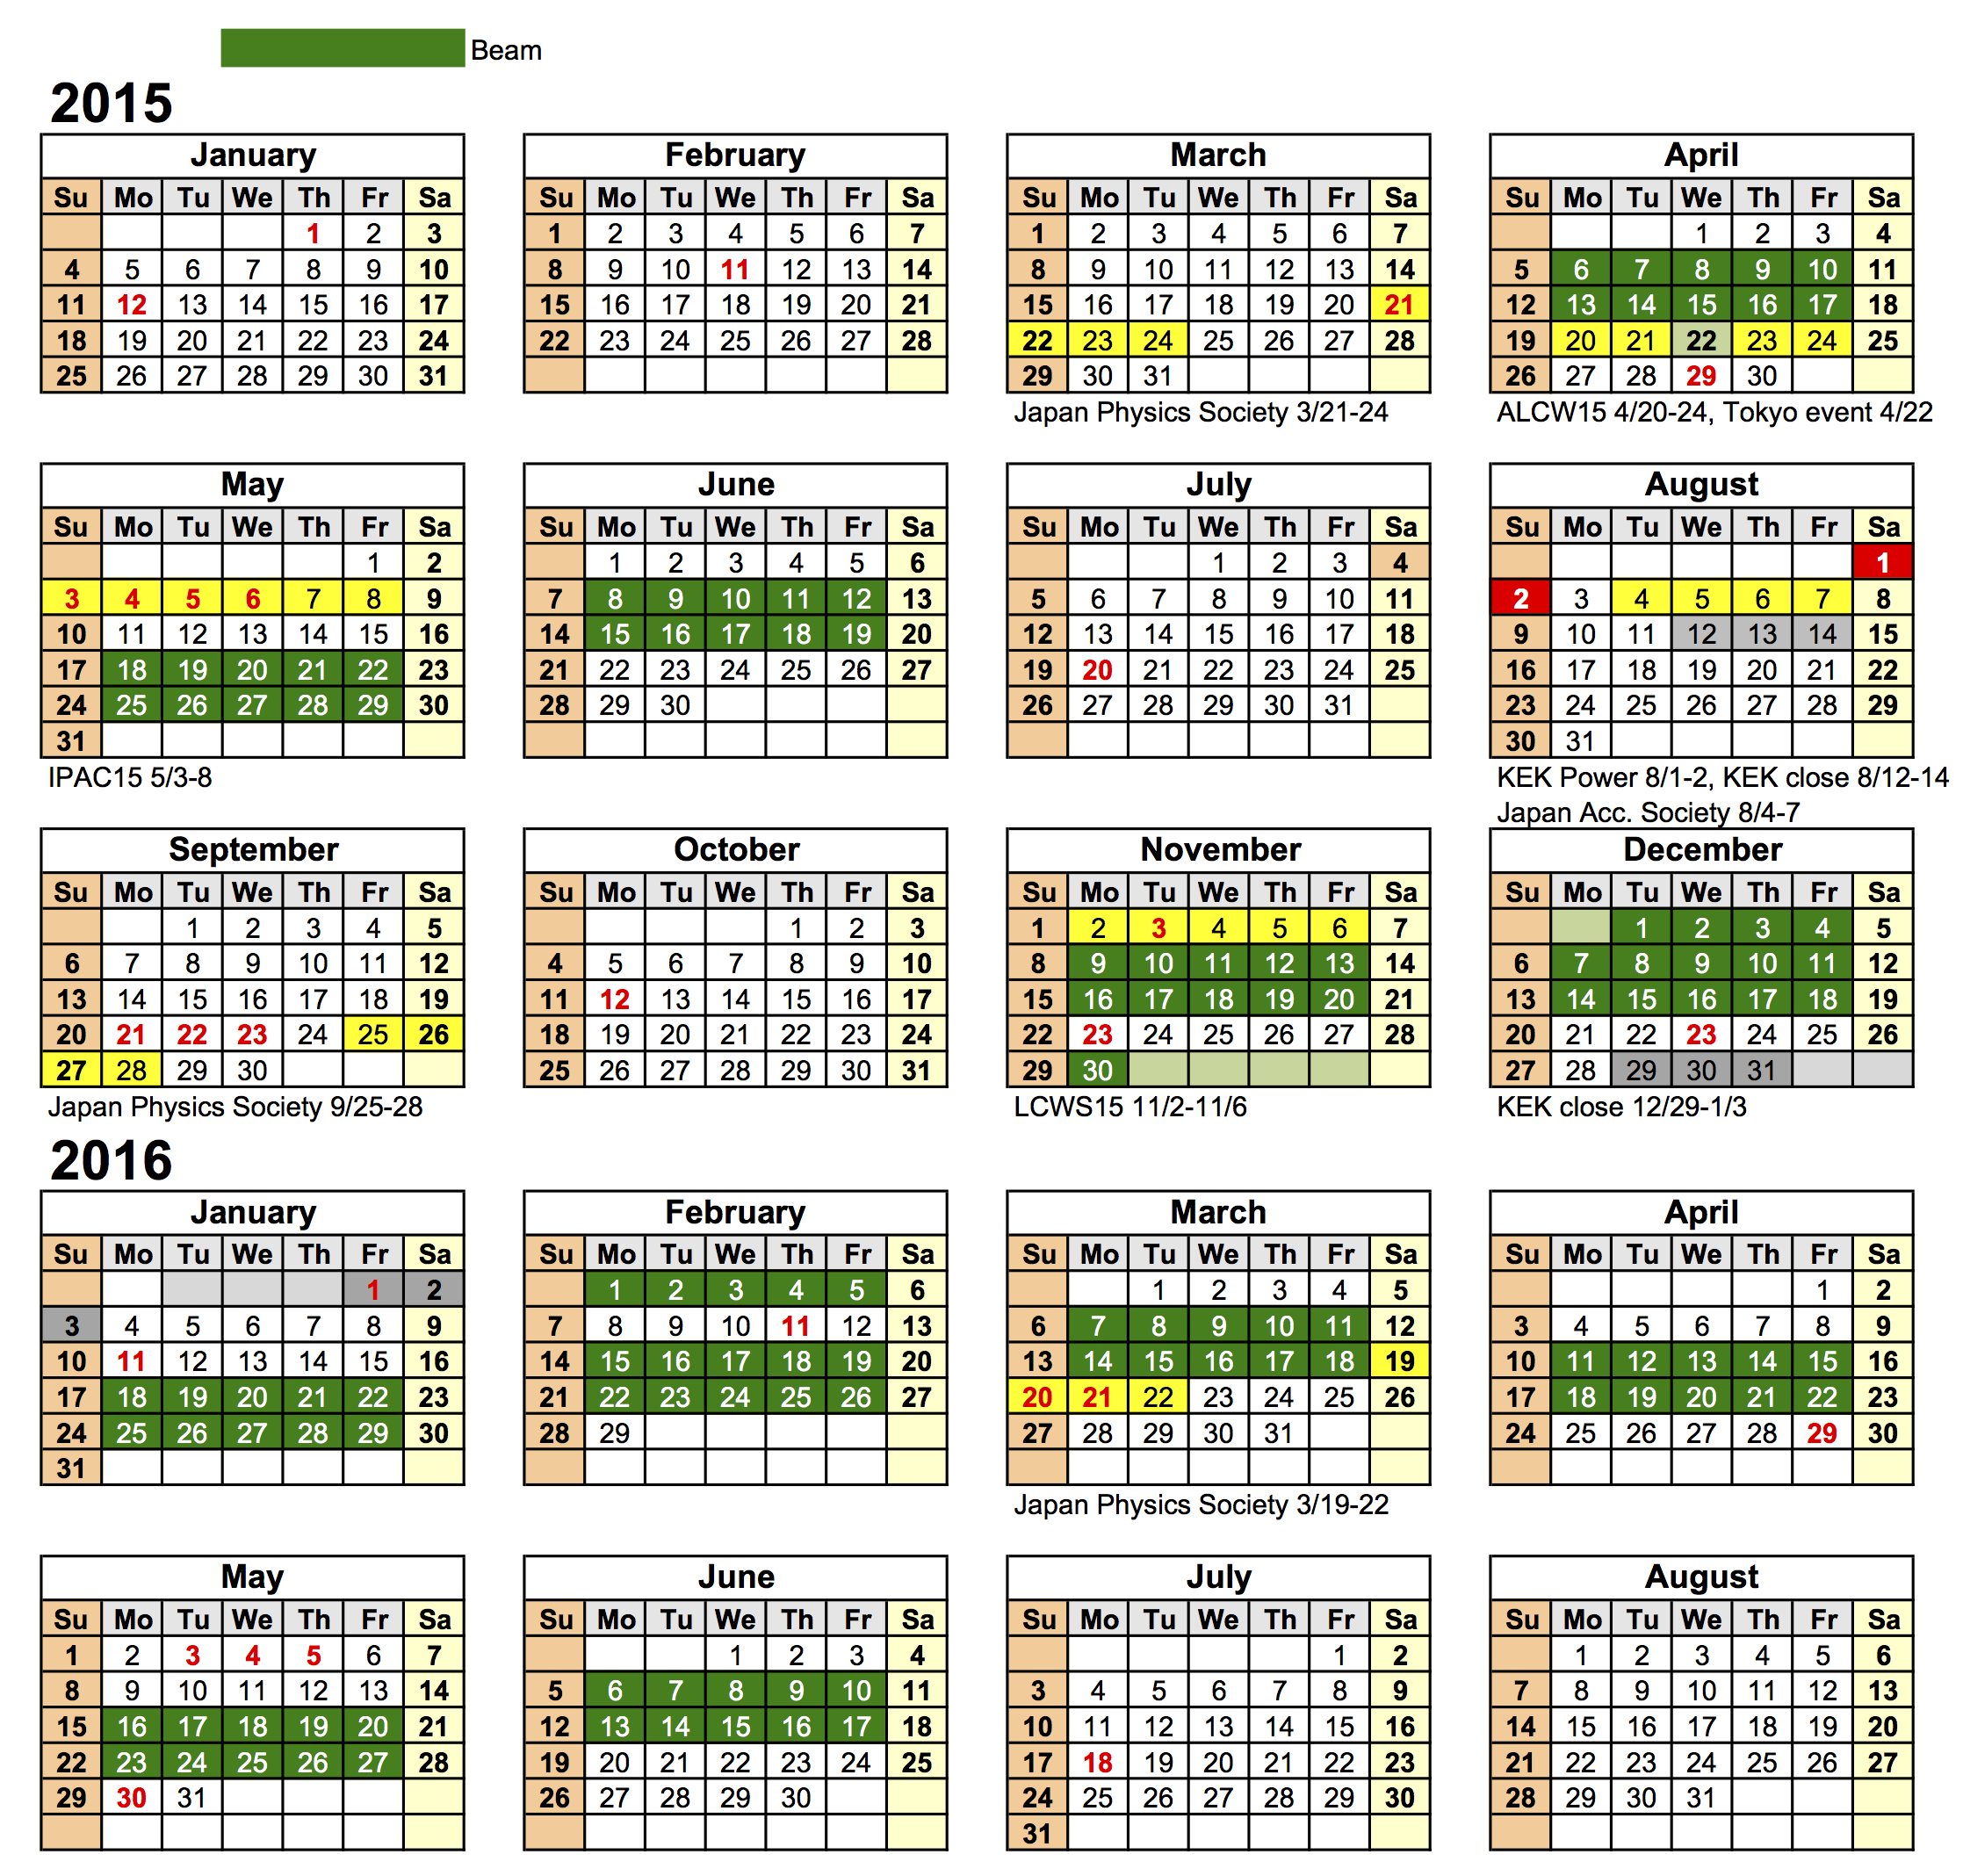 Beam
2015
January February March April
Su Mo Tu We Th Fr Sa Su Mo Tu We Th Fr Sa Su Mo Tu We Th Fr Sa Su Mo Tu We Th Fr Sa
1 2 3 1 2 3 4 5 6 7 1 2 3 4 5 6 7 1 2 3 4
4 5 6 7 8 9 10 8 9 10 11 12 13 14 8 9 10 11 12 13 14 5 6 7 8 9 10 11
11 12 13 14 15 16 17 15 16 17 18 19 20 21 15 16 17 18 19 20 21 12 13 14 15 16 17 18
18 19 20 21 22 23 24 22 23 24 25 26 27 28 22 23 24 25 26 27 28 19 20 21 22 23 24 25
25 26 27 28 29 30 31 29 30 31 26 27 28 29 30
Japan Physics Society 3/21-24 ALCW15 4/20-24, Tokyo event 4/22
May June July August
Su Mo Tu We Th Fr Sa Su Mo Tu We Th Fr Sa Su Mo Tu We Th Fr Sa Su Mo Tu We Th Fr Sa
1 2 1 2 3 4 5 6 1 2 3 4 1
3 4 5 6 7 8 9 7 8 9 10 11 12 13 5 6 7 8 9 10 11 2 3 4 5 6 7 8
10 11 12 13 14 15 16 14 15 16 17 18 19 20 12 13 14 15 16 17 18 9 10 11 12 13 14 15
17 18 19 20 21 22 23 21 22 23 24 25 26 27 19 20 21 22 23 24 25 16 17 18 19 20 21 22
24 25 26 27 28 29 30 28 29 30 26 27 28 29 30 31 23 24 25 26 27 28 29
31 30 31
IPAC15 5/3-8 KEK Power 8/1-2, KEK close 8/12-14
Japan Acc. Society 8/4-7
September October November December
Su Mo Tu We Th Fr Sa Su Mo Tu We Th Fr Sa Su Mo Tu We Th Fr Sa Su Mo Tu We Th Fr Sa
1 2 3 4 5 1 2 3 1 2 3 4 5 6 7 1 2 3 4 5
6 7 8 9 10 11 12 4 5 6 7 8 9 10 8 9 10 11 12 13 14 6 7 8 9 10 11 12
13 14 15 16 17 18 19 11 12 13 14 15 16 17 15 16 17 18 19 20 21 13 14 15 16 17 18 19
20 21 22 23 24 25 26 18 19 20 21 22 23 24 22 23 24 25 26 27 28 20 21 22 23 24 25 26
27 28 29 30 25 26 27 28 29 30 31 29 30 27 28 29 30 31
Japan Physics Society 9/25-28 LCWS15 11/2-11/6 KEK close 12/29-1/3
2016
January February March April
Su Mo Tu We Th Fr Sa Su Mo Tu We Th Fr Sa Su Mo Tu We Th Fr Sa Su Mo Tu We Th Fr Sa
1 2 1 2 3 4 5 6 1 2 3 4 5 1 2
3 4 5 6 7 8 9 7 8 9 10 11 12 13 6 7 8 9 10 11 12 3 4 5 6 7 8 9
10 11 12 13 14 15 16 14 15 16 17 18 19 20 13 14 15 16 17 18 19 10 11 12 13 14 15 16
17 18 19 20 21 22 23 21 22 23 24 25 26 27 20 21 22 23 24 25 26 17 18 19 20 21 22 23
24 25 26 27 28 29 30 28 29 27 28 29 30 31 24 25 26 27 28 29 30
31
Japan Physics Society 3/19-22
May June July August
Su Mo Tu We Th Fr Sa Su Mo Tu We Th Fr Sa Su Mo Tu We Th Fr Sa Su Mo Tu We Th Fr Sa
1 2 3 4 5 6 7 1 2 3 4 1 2 1 2 3 4 5 6
8 9 10 11 12 13 14 5 6 7 8 9 10 11 3 4 5 6 7 8 9 7 8 9 10 11 12 13
15 16 17 18 19 20 21 12 13 14 15 16 17 18 10 11 12 13 14 15 16 14 15 16 17 18 19 20
22 23 24 25 26 27 28 19 20 21 22 23 24 25 17 18 19 20 21 22 23 21 22 23 24 25 26 27
29 30 31 26 27 28 29 30 24 25 26 27 28 29 30 28 29 30 31
31